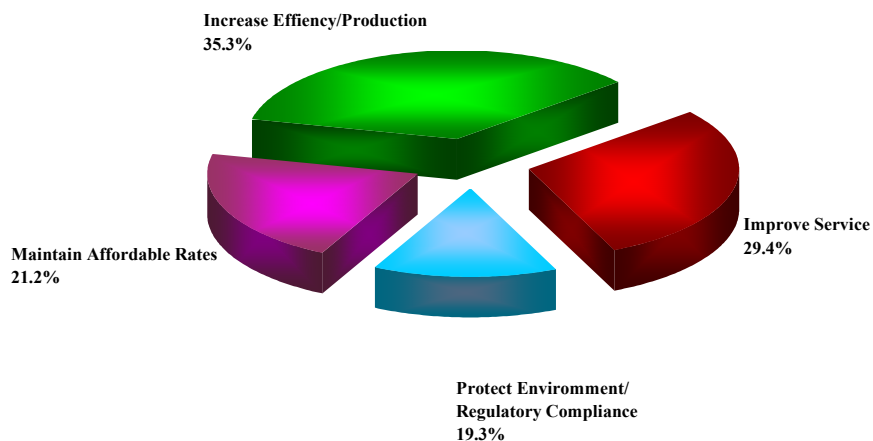 Increase Effiency/Production
35.3%
Improve Service
29.4%
Maintain Affordable Rates
21.2%
Protect Enviromment/
Regulatory Compliance
19.3%